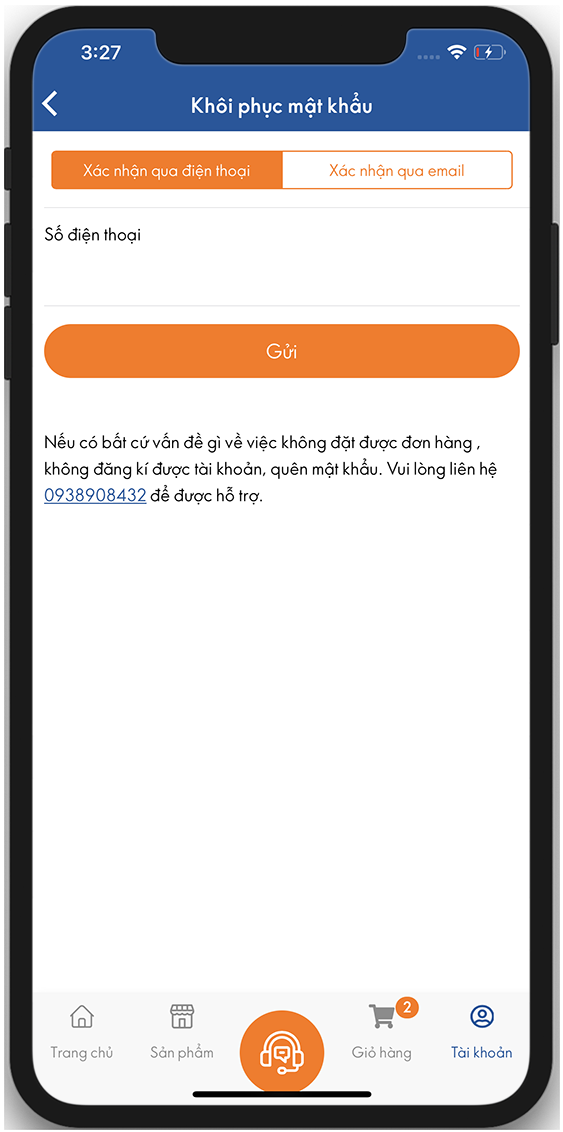 3:27
Khôi phục mật khẩu
Xác nhận qua điện thoại
Xác nhận qua email
Số điện thoại
Gửi
Nếu có bất cứ vấn đề gì về việc không đặt được đơn hàng ,
không đăng kí được tài khoản, quên mật khẩu. Vui lòng liên hệ
0938908432 để được hỗ trợ.
2
Trang chủ
Sản phẩm
Giỏ hàng
Tài khoản